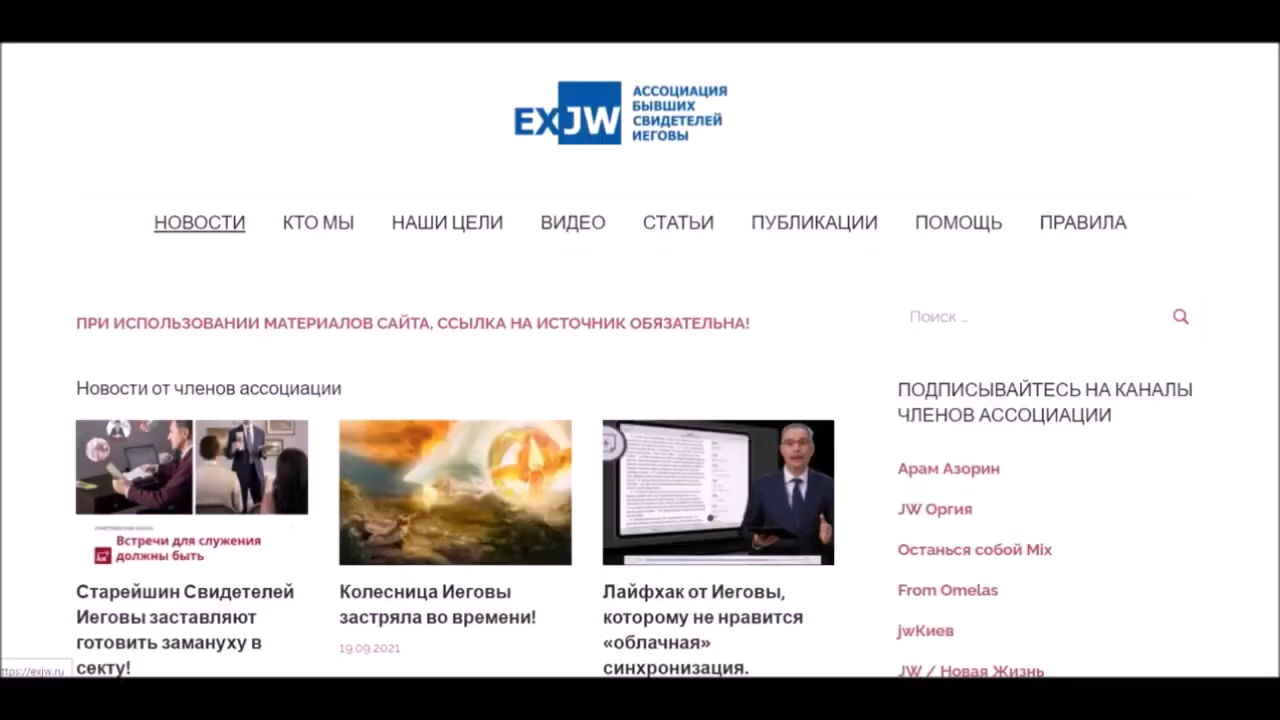 EXJW
АССОЦИАЦИЯ
БЫВШИХ
СВИДЕТЕЛЕЙ
ИЕГОВЫ
НОВОСТИ КТО МЫ НАШИ ЦЕЛИ ВИДЕО СТАТЬИ ПУБЛИКАЦИИ ПОМОЩЬ ПРАВИЛА
ПРИ ИСПОЛЬЗОВАНИИ МАТЕРИАЛОВ САЙТА, ССЫЛКА НА ИСТОЧНИК ОБЯЗАТЕЛЬНА!
Новости от членов ассоциации
Встречи для служения
должны быть
Старейшин Свидетелей
Иеговы заставляют
готовить замануху в
секту!
Колесница Иеговы
застряла во времени!
19.09.2021
Лайфхак от Иеговы,
которому не нравится
«облачная»
синхронизация.
Поиск ...
ПОДПИСЫВАЙТЕСЬ НА КАНАЛЫ
ЧЛЕНОВ АССОЦИАЦИИ
Арам Азорин
JW Оргия
Останься собой Mix
From Omelas
jwКиев
JW / Новая Жизнь
ttps://exjw.ru